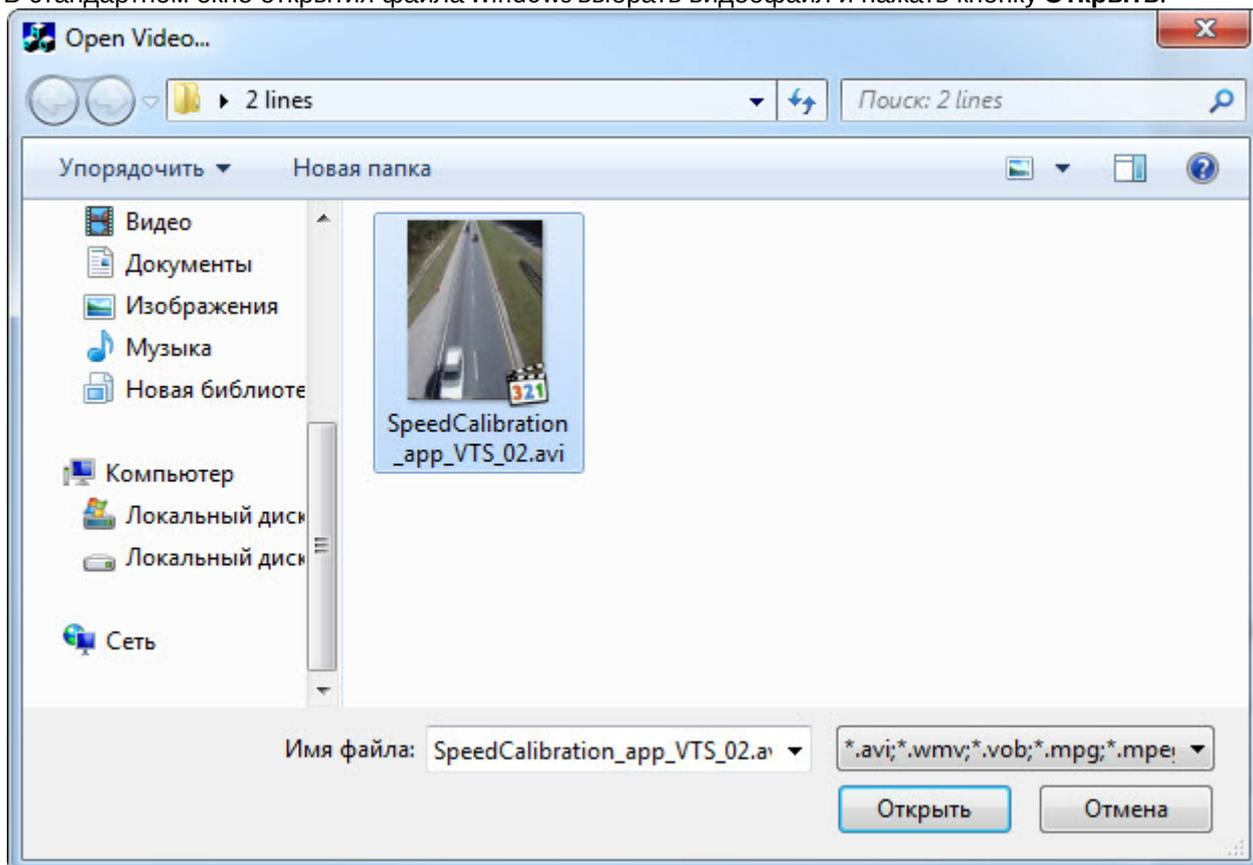 В стандартном окне открытия файла Windows выбрать видеофайл и нажать кнопку Открыть.
Open Video...
2 lines
Поиск: 2 lines
Упорядочить
Новая папка
Видео
Документы
Изображения
Музыка
Новая библиоте
Компьютер
Локальный диск
Локальный диск
Сеть
321
SpeedCalibration
_app_VTS_02.avi
Имя файла: SpeedCalibration_app_VTS_02.a
*.avi;*.wmv;*.vob;*.mpg;*.mpe
Открыть Отмена